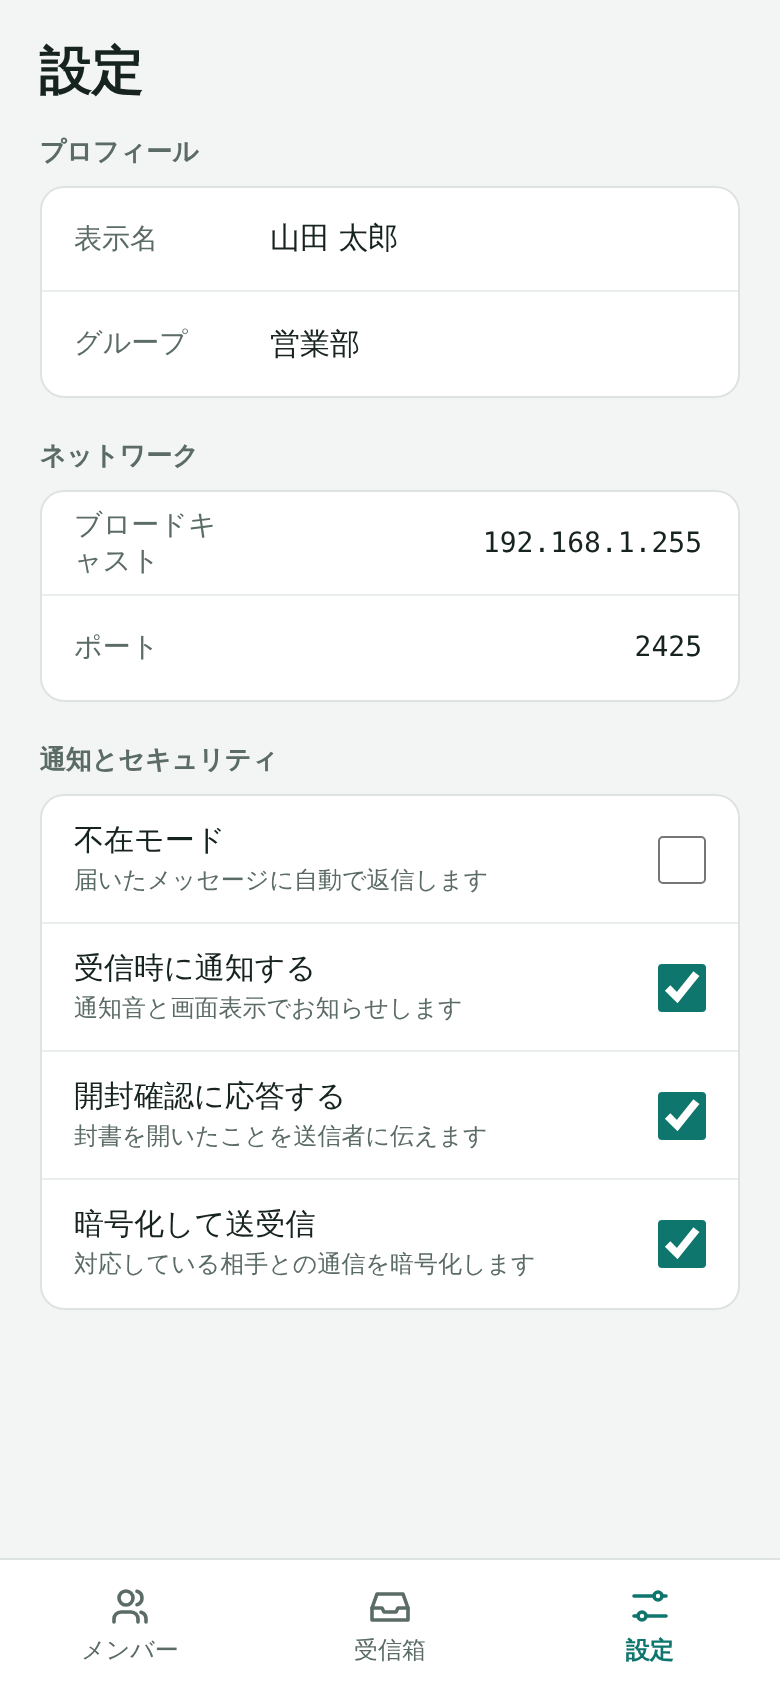 設定
プロフィール
表示名 山田 太郎
グループ 営業部
ネットワーク
ブロードキ
ャスト 192.168.1.255
ポート 2425
通知とセキュリティ
不在モード
届いたメッセージに自動で返信します
受信時に通知する
通知音と画面表示でお知らせします
開封確認に応答する
封書を開いたことを送信者に伝えます
暗号化して送受信
対応している相手との通信を暗号化します
メンバー 受信箱 設定